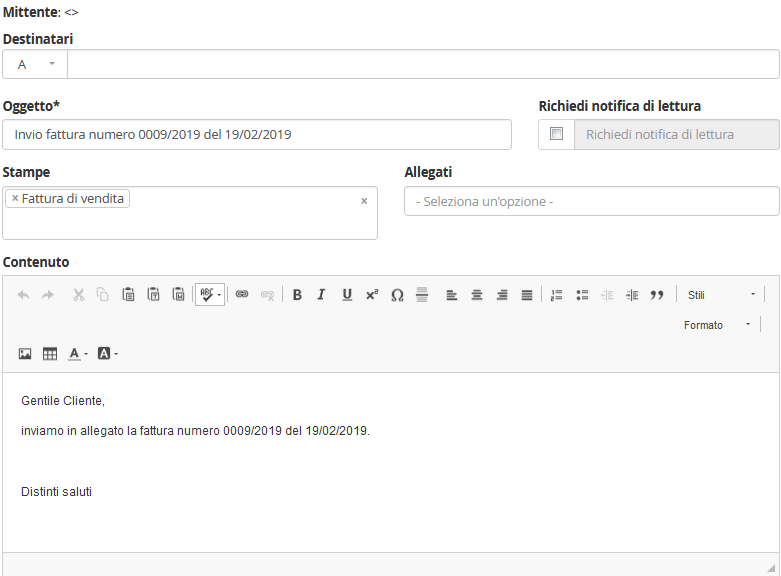 Mittente: <>
Destinatari
A
Oggetto*
Richiedi notifica di lettura
Invio fattura numero 0009/2019 del 19/02/2019
Richiedi notifica di lettura
Stampe
Allegati
× Fattura di vendita ×
- Seleziona un'opzione -
Contenuto
ABC B I U x² Ω Stili
Formato
A A
Gentile Cliente,
inviamo in allegato la fattura numero 0009/2019 del 19/02/2019.
Distinti saluti